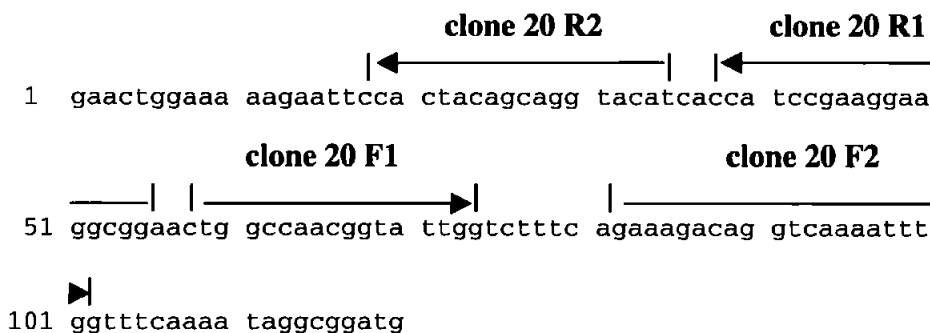 clone 20 R2 clone 20 R1
1 gaactggaaa aagaattcca ctacagcagg tacatcacca tccgaaggaa
clone 20 F1 clone 20 F2
51 ggcggaactg gccaacggta ttggtctttc agaaagacag gtcaaaattt
101 ggtttcaaaa taggcggatg